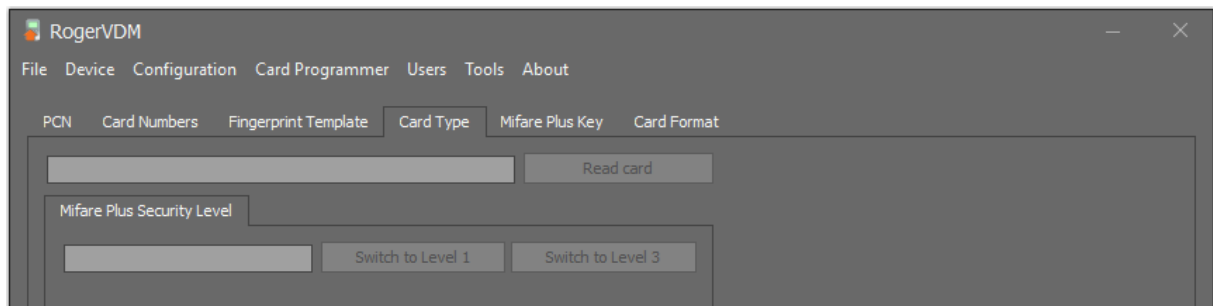 RogerVDM
File Device Configuration Card Programmer Users Tools About
PCN Card Numbers Fingerprint Template Card Type Mifare Plus Key Card Format
Read card
Mifare Plus Security Level
Switch to Level 1 Switch to Level 3